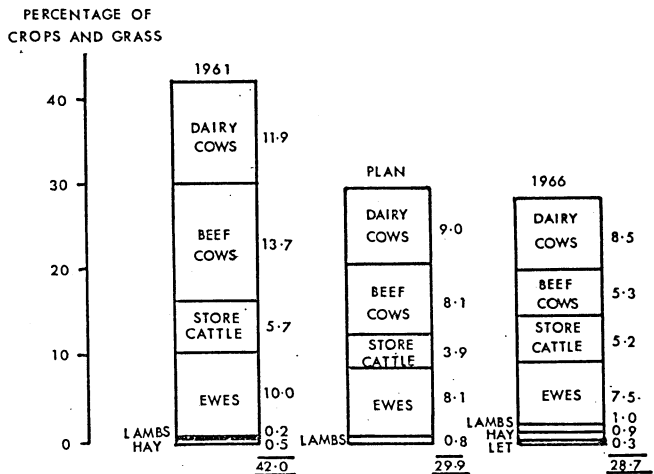 PERCENTAGE OF
CROPS AND GRASS
40
30
20
10
0
1961
DAIRY
COWS
11·9
BEEF
COWS
13·7
STORE
CATTLE
5·7
EWES
10·0
LAMBS 0·2
HAY 0·5
42·0
PLAN
DAIRY
COWS
9·0
BEEF
COWS
8·1
STORE
CATTLE
3·9
EWES
8·1
LAMBS 0·8
29·9
1966
DAIRY
COWS
8·5
BEEF
COWS
5·3
STORE
CATTLE
5·2
EWES
7·5
LAMBS 1·0
HAY 0·9
LET 0·3
28·7